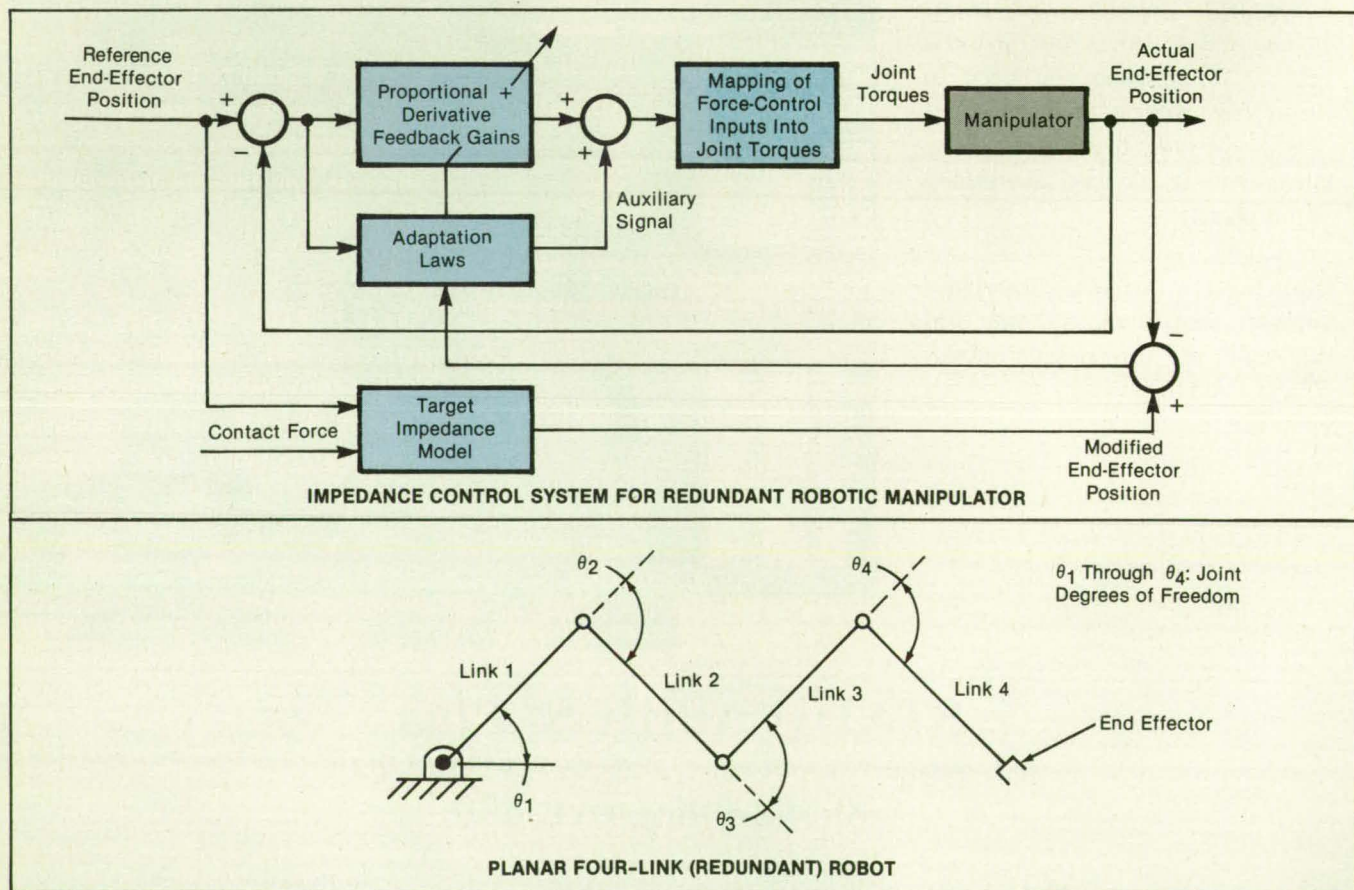 Reference
End-Effector
Position
+
−
Proportional +
Derivative
Feedback Gains
+
+
Mapping of
Force-Control
Inputs Into
Joint Torques
Joint
Torques
Manipulator
Actual
End-Effector
Position
Auxiliary
Signal
Adaptation
Laws
−
+
Contact Force
Target
Impedance
Model
Modified
End-Effector
Position
IMPEDANCE CONTROL SYSTEM FOR REDUNDANT ROBOTIC MANIPULATOR
θ2
θ4
θ1 Through θ4: Joint
Degrees of Freedom
Link 1
Link 2
Link 3
Link 4
End Effector
θ1
θ3
PLANAR FOUR–LINK (REDUNDANT) ROBOT